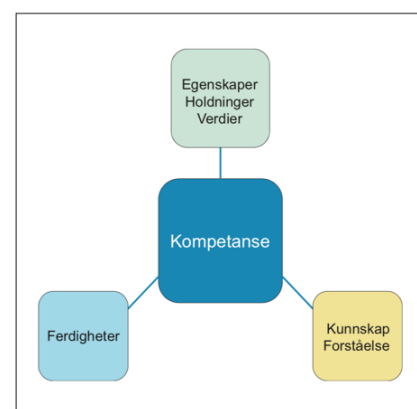 Egenskaper
Holdninger
Verdier
Kompetanse
Ferdigheter
Kunnskap
Forståelse